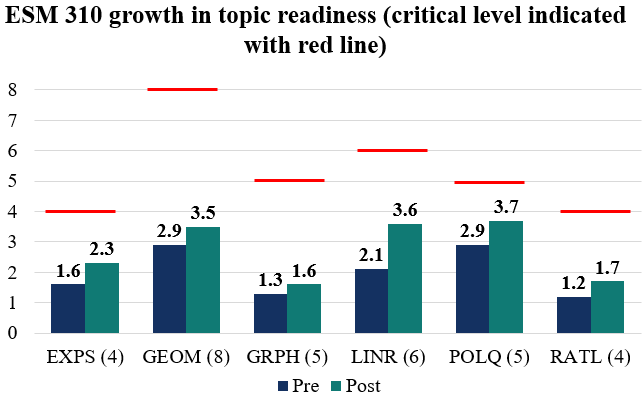 ESM 310 growth in topic readiness (critical level indicated
with red line)
8
7
6
5
4
3
2
1
0
1.6
2.3
2.9
3.5
1.3
1.6
2.1
3.6
2.9
3.7
1.2
1.7
EXPS (4)
GEOM (8)
GRPH (5)
LINR (6)
POLQ (5)
RATL (4)
Pre
Post